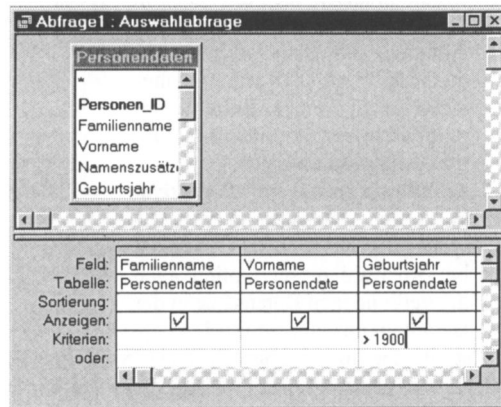 Abfrage1 : Auswahlabfrage
Personendaten
*
Personen_ID
Familienname
Vorname
Namenszusätz
Geburtsjahr
Feld: Familienname Vorname Geburtsjahr
Tabelle: Personendaten Personendate Personendate
Sortierung:
Anzeigen:
Kriterien: > 1900
oder: